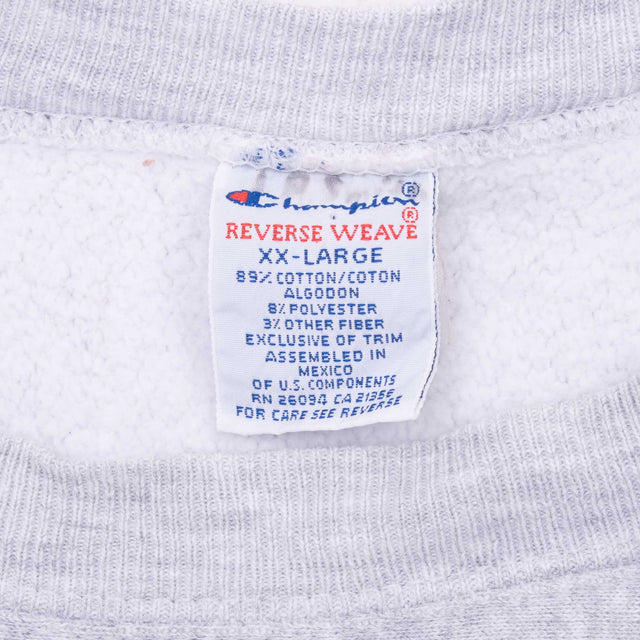 Champion®
REVERSE WEAVE®
XX-LARGE
89% COTTON/COTON
ALGODON
8% POLYESTER
3% OTHER FIBER
EXCLUSIVE OF TRIM
ASSEMBLED IN
MEXICO
OF U.S. COMPONENTS
RN 26094 CA 21356
FOR CARE SEE REVERSE